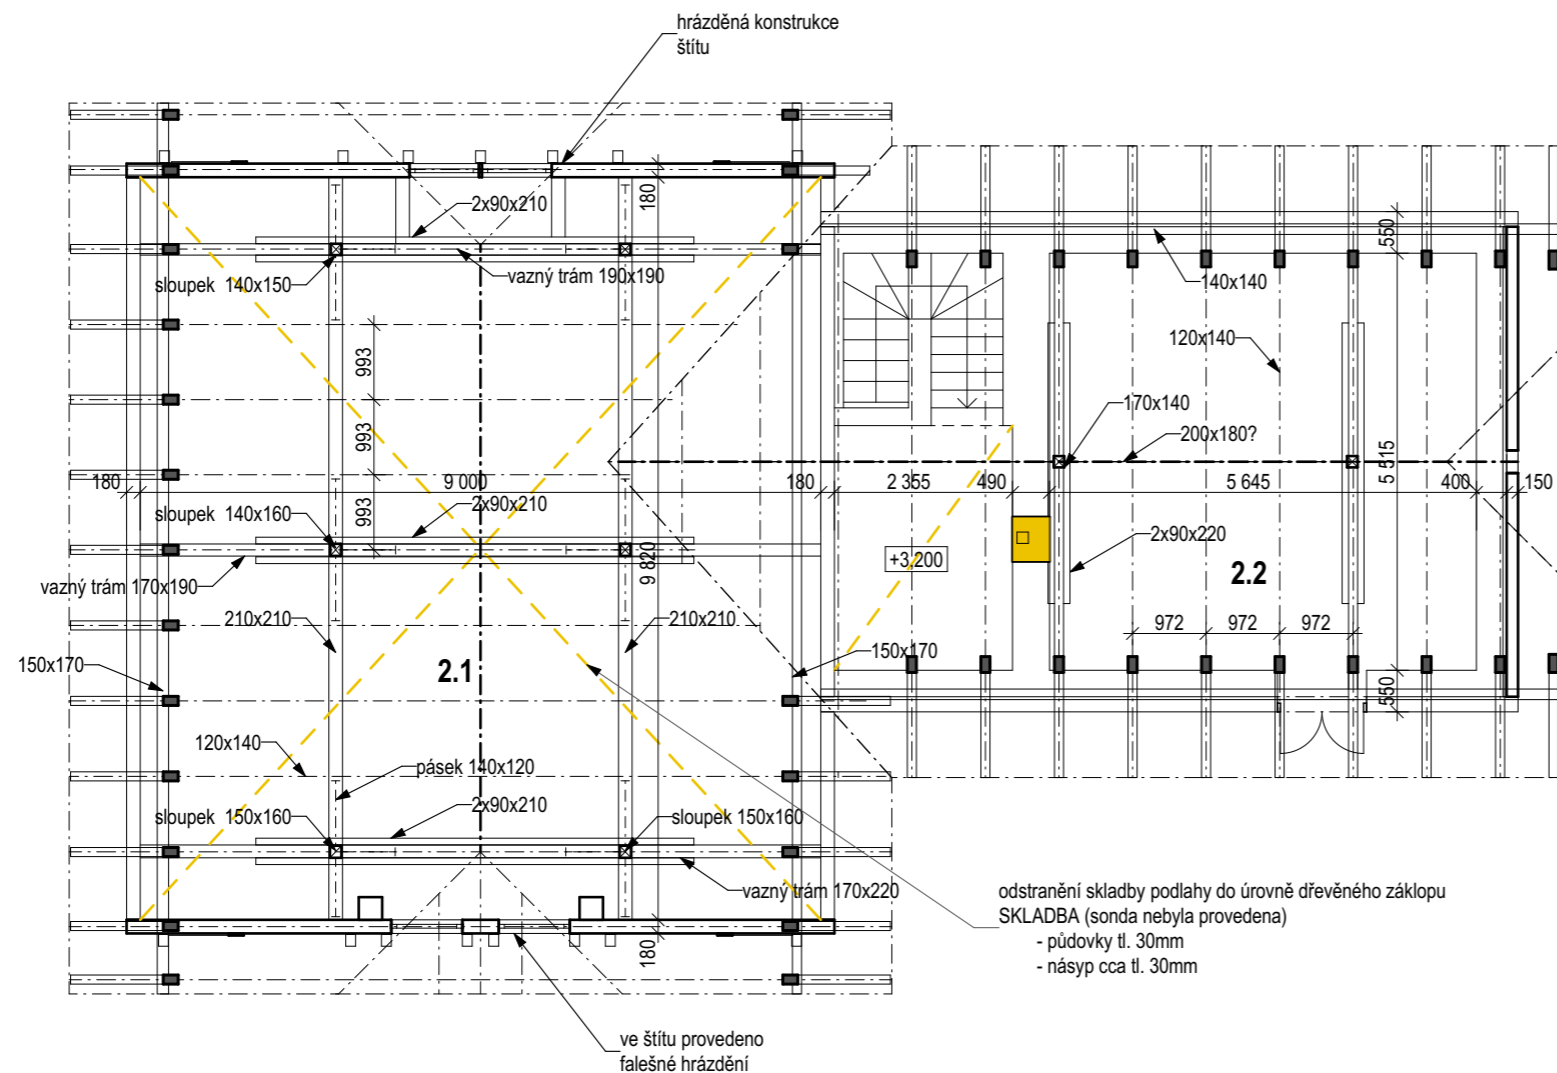 hrázděná konstrukce
štítu
180
2x90x210
vazný trám 190x190
sloupek 140x150
550
140x140
120x140
993
170x140
993
200x180?
180
9 000
180
2 355
490
5 645
5 515
400
150
2x90x210
993
sloupek 140x160
2x90x220
9 820
+3,200
2.2
vazný trám 170x190
210x210
210x210
972
972
972
150x170
2.1
150x170
550
120x140
pásek 140x120
2x90x210
sloupek 150x160
sloupek 150x160
vazný trám 170x220
180
odstranění skladby podlahy do úrovně dřevěného záklopu
SKLADBA (sonda nebyla provedena)
- půdovky tl. 30mm
- násyp cca tl. 30mm
ve štítu provedeno
falešné hrázdění